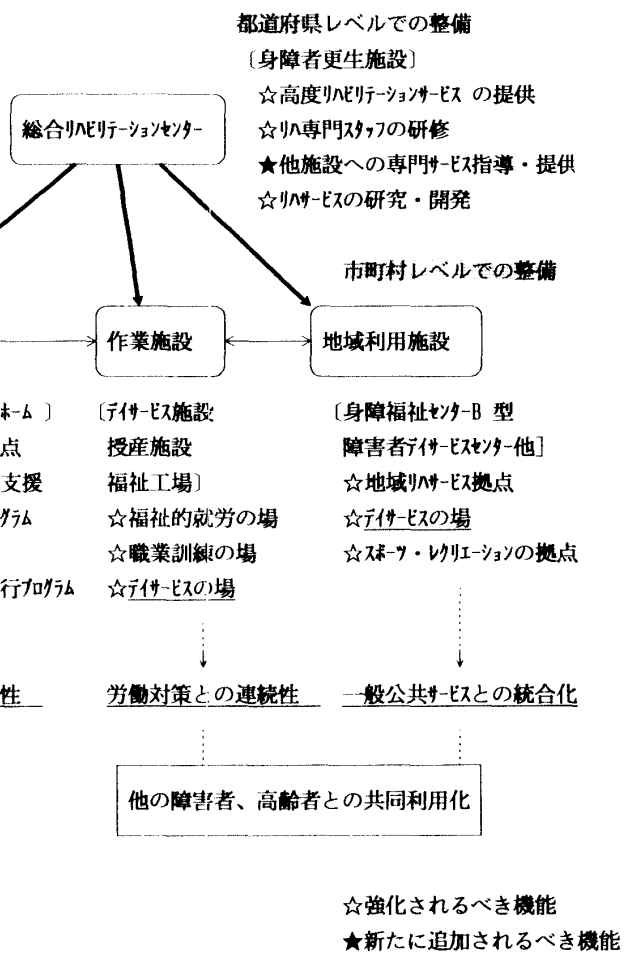 都道府県レベルでの整備
〔身障者更生施設〕
☆高度ﾘﾊﾋﾞﾘﾃｰｼｮﾝｻｰﾋﾞｽ の提供
総合ﾘﾊﾋﾞﾘﾃｰｼｮﾝｾﾝﾀｰ
☆ﾘﾊ専門ｽﾀｯﾌの研修
★他施設への専門ｻｰﾋﾞｽ指導・提供
☆ﾘﾊｻｰﾋﾞｽの研究・開発
市町村レベルでの整備
作業施設
地域利用施設
ﾎｰﾑ 〕
〔ﾃﾞｲｻｰﾋﾞｽ施設
授産施設
福祉工場〕
☆福祉的就労の場
☆職業訓練の場
☆ﾃﾞｲｻｰﾋﾞｽの場
〔身障福祉ｾﾝﾀｰB 型
障害者ﾃﾞｲｻｰﾋﾞｽｾﾝﾀｰ他]
☆地域ﾘﾊｻｰﾋﾞｽ拠点
☆ﾃﾞｲｻｰﾋﾞｽの場
☆ｽﾎﾟｰﾂ・ﾚｸﾘｴｰｼｮﾝの拠点
点
支援
ｸﾞﾗﾑ
行ﾌﾟﾛｸﾞﾗﾑ
性
労働対策との連続性
一般公共ｻｰﾋﾞｽとの統合化
他の障害者、高齢者との共同利用化
☆強化されるべき機能
★新たに追加されるべき機能